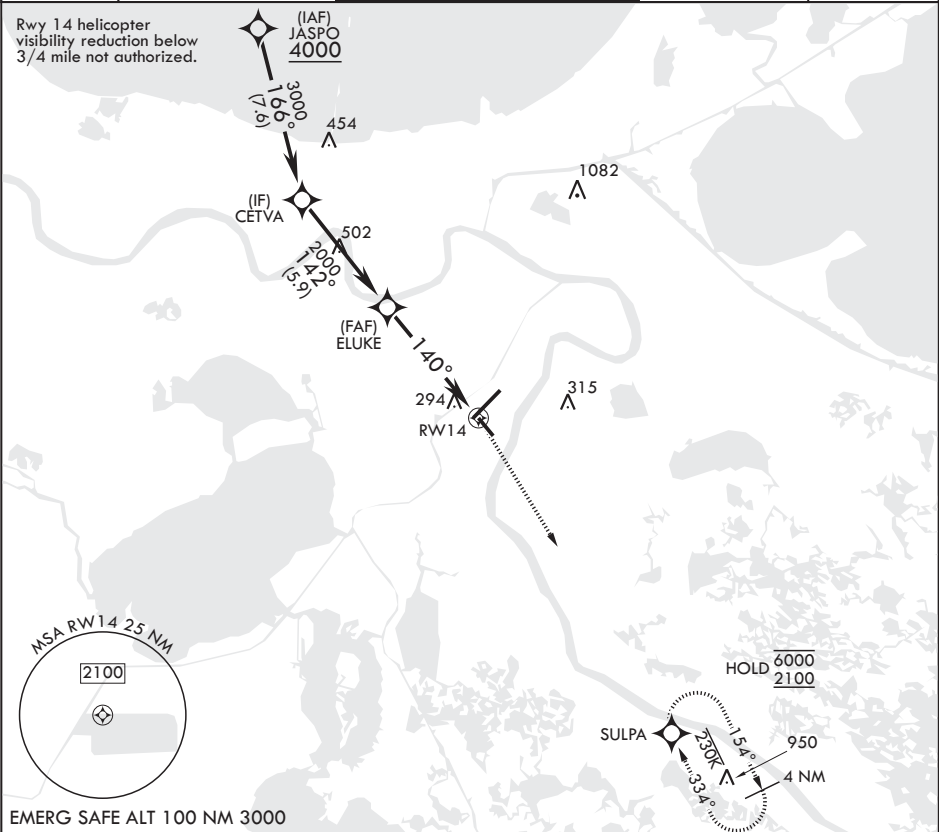 Rwy 14 helicopter
visibility reduction below
3/4 mile not authorized.
(IAF)
JASPO
4000
3000
166°
(7.6)
454
1082
(IF)
CETVA
502
2000
142°
(5.9)
(FAF)
ELUKE
140°
294
315
RW14
MSA RW14 25 NM
2100
HOLD 6000
2100
SULPA
230K
154°
950
4 NM
334°
EMERG SAFE ALT 100 NM 3000